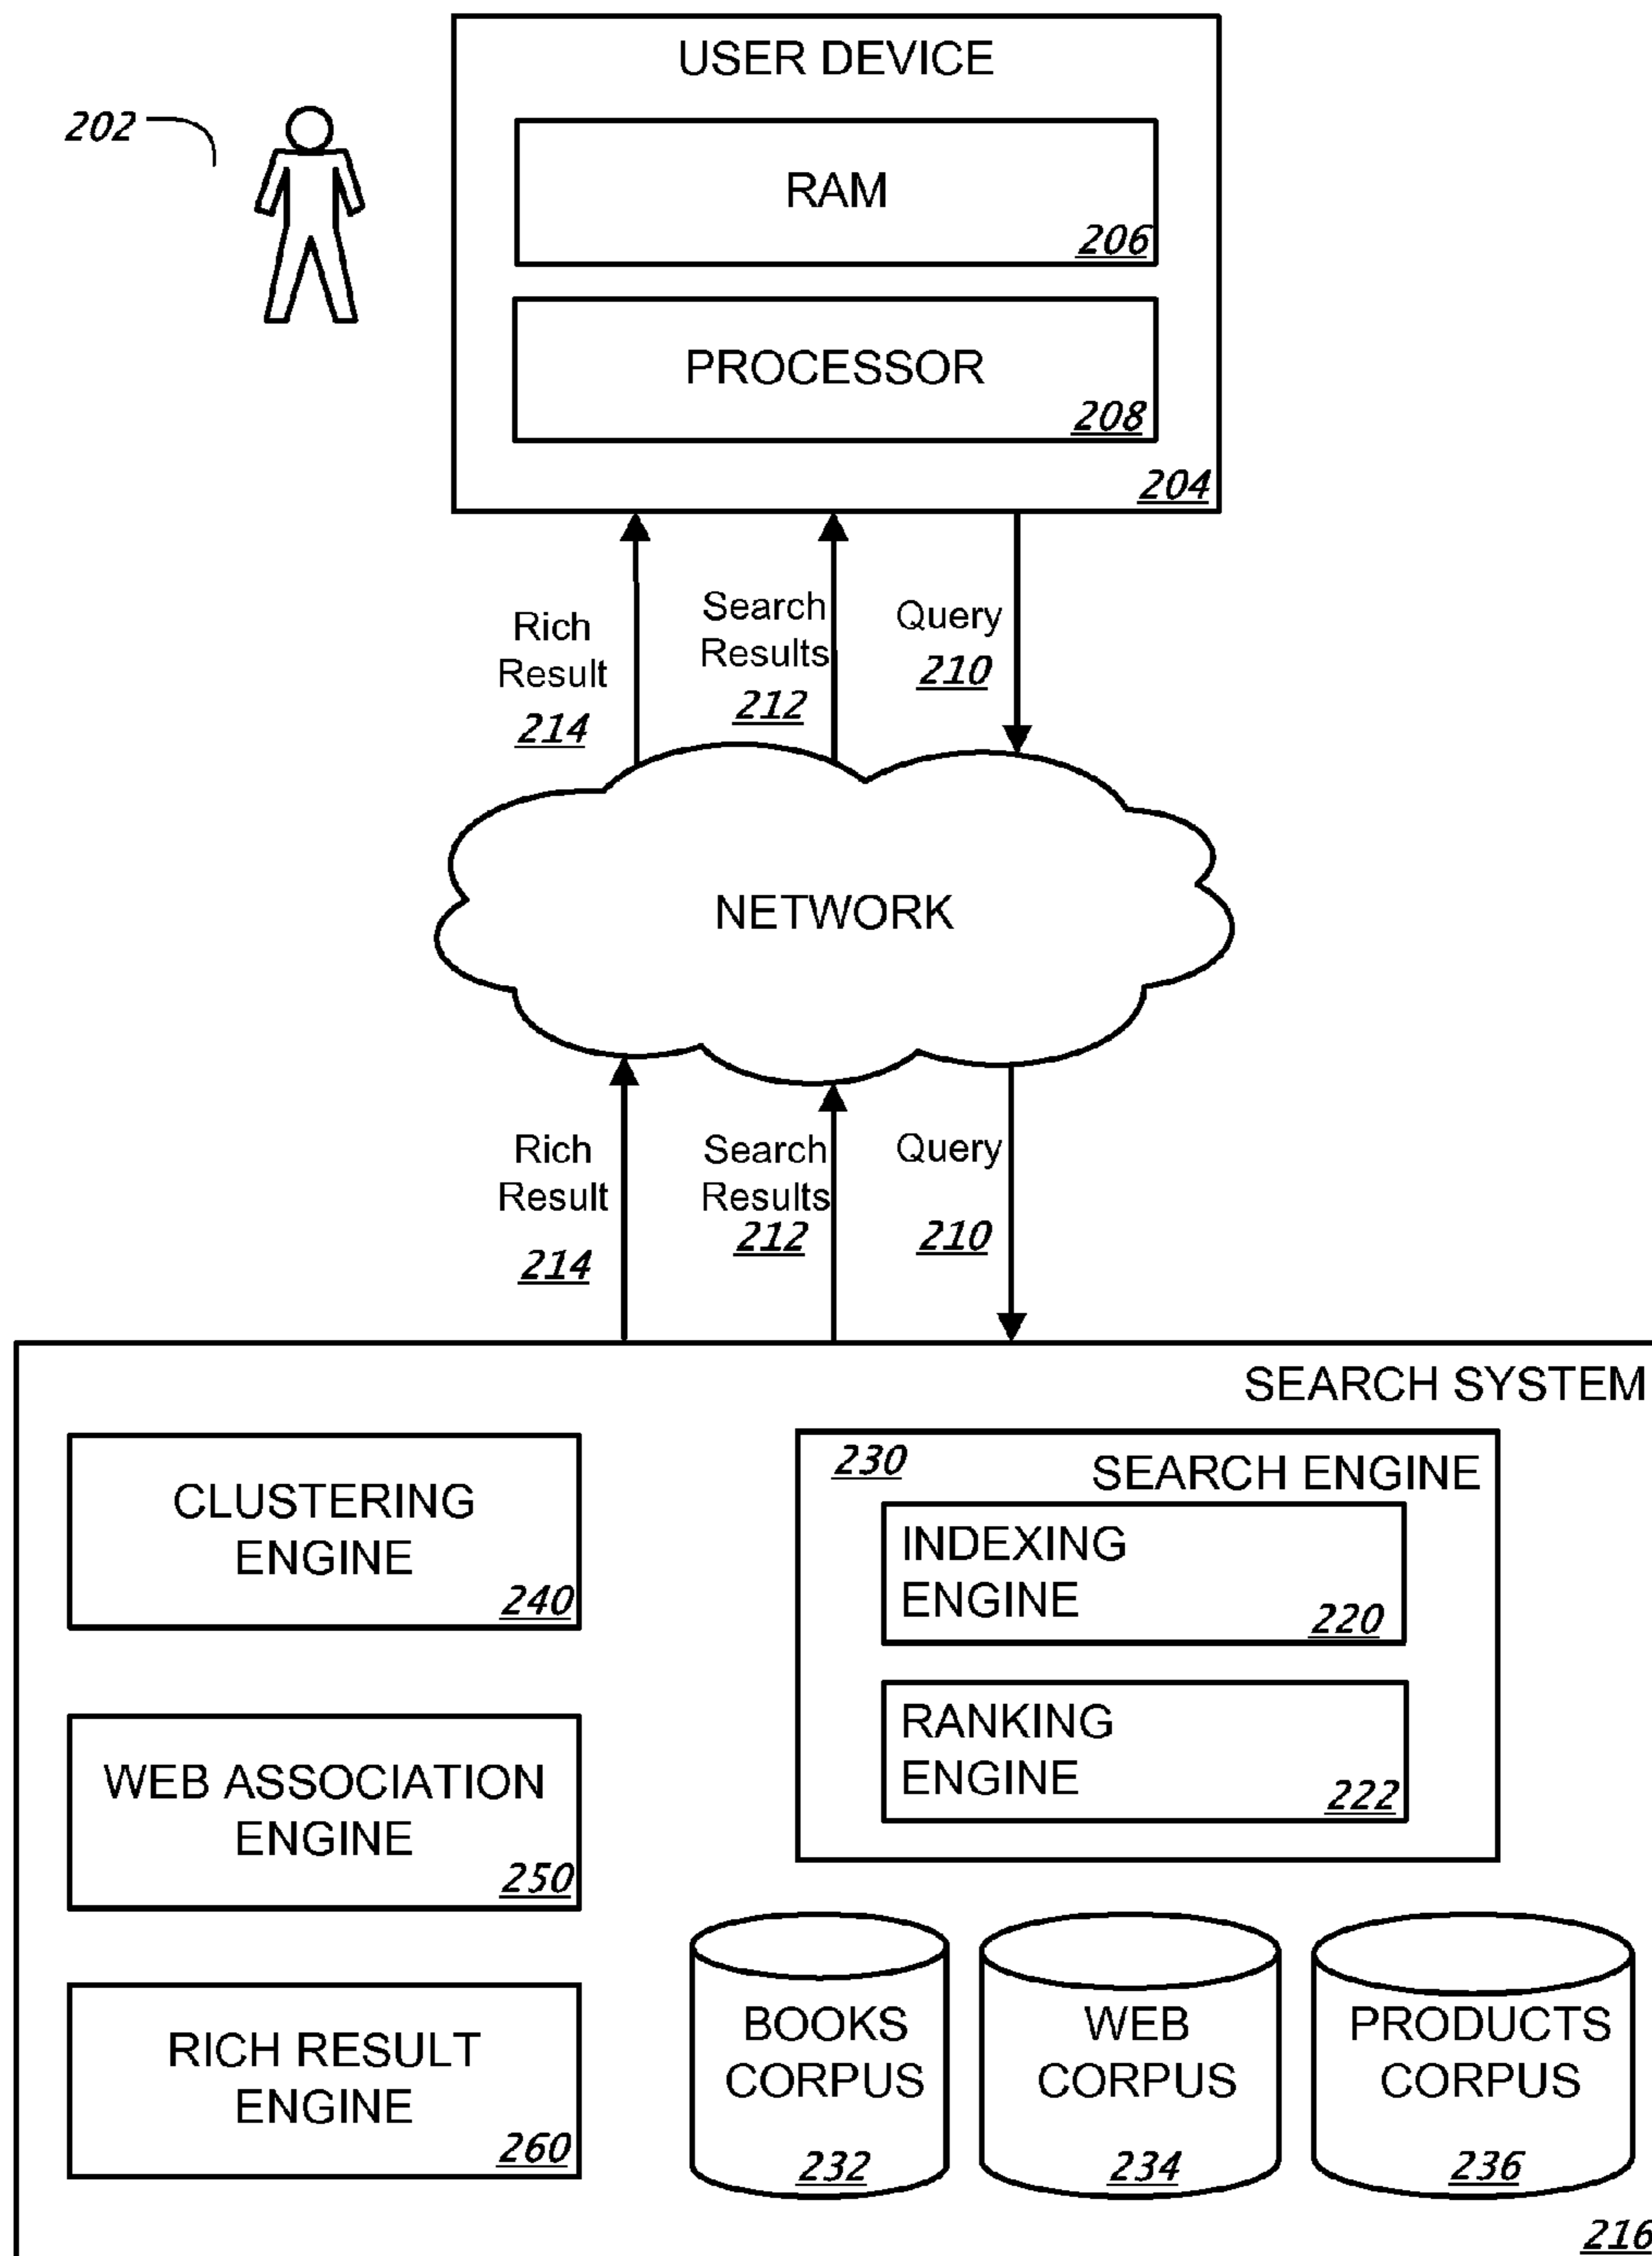 USER DEVICE
202
RAM
206
PROCESSOR
208
204
Rich
Result
214
Search
Results
212
Query
210
NETWORK
Rich
Result
214
Search
Results
212
Query
210
SEARCH SYSTEM
CLUSTERING
ENGINE
240
WEB ASSOCIATION
ENGINE
250
RICH RESULT
ENGINE
260
230
SEARCH ENGINE
INDEXING
ENGINE
220
RANKING
ENGINE
222
BOOKS
CORPUS
232
WEB
CORPUS
234
PRODUCTS
CORPUS
236
216